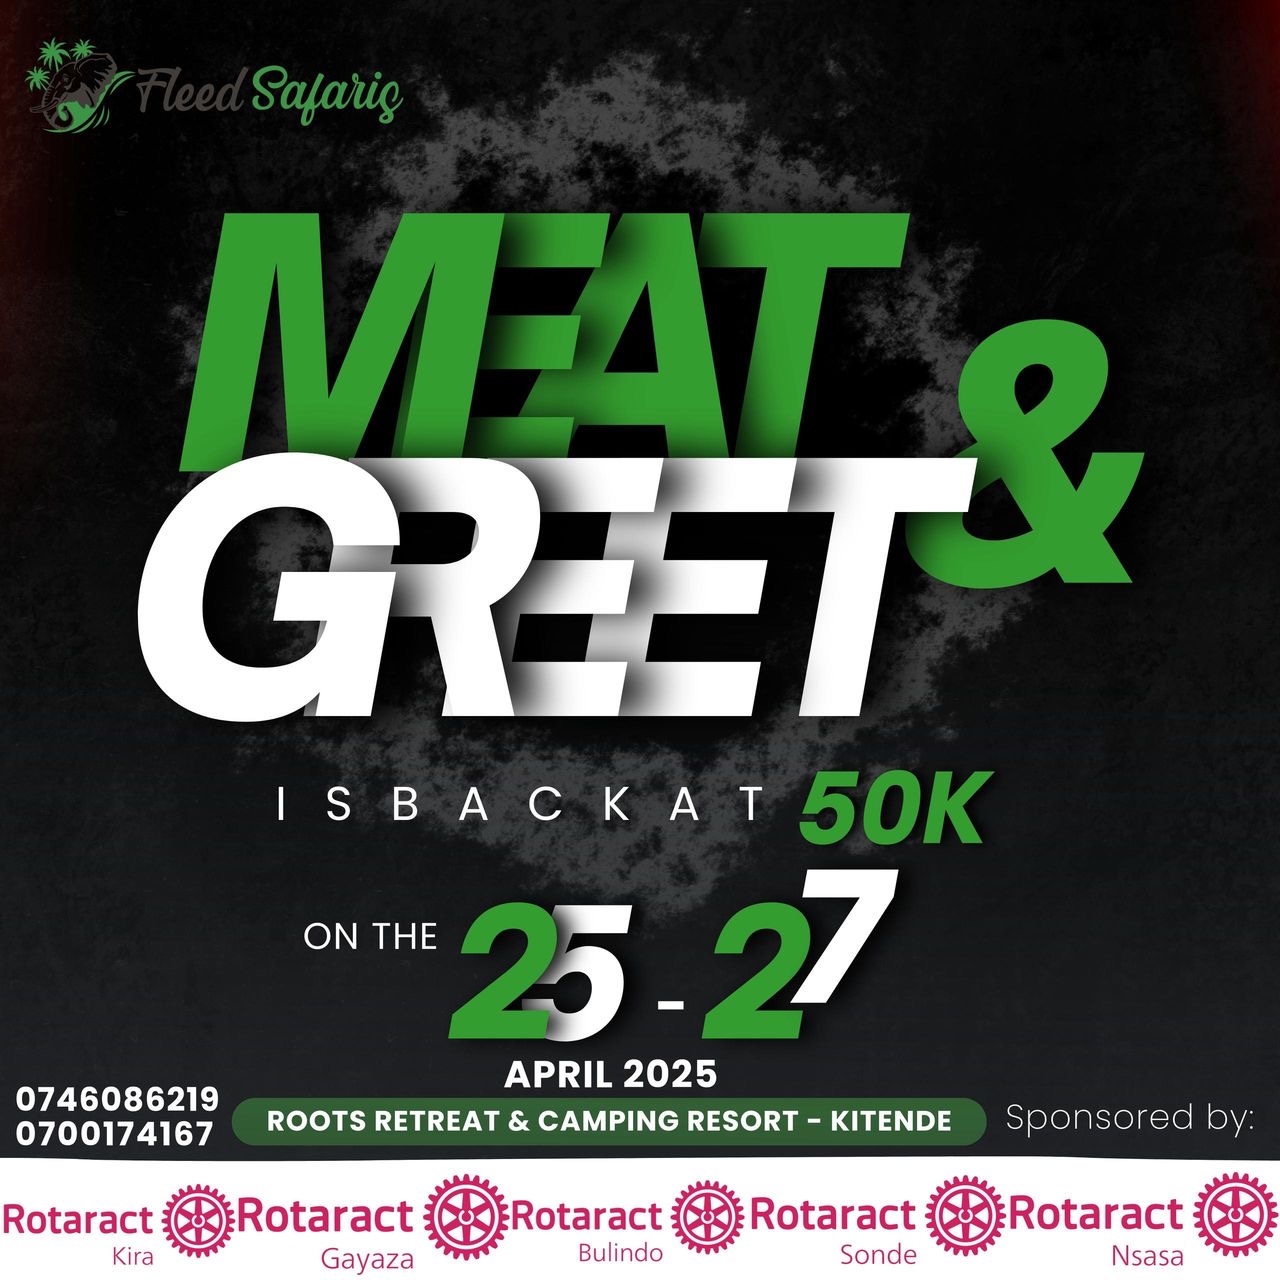 Fleed Safaris
MEAT
&
GREET
ISBACKAT 50K
ON THE 25 - 27
APRIL 2025
0746086219
0700174167
ROOTS RETREAT & CAMPING RESORT - KITENDE
Sponsored by:
Rotaract Rotaract Rotaract Rotaract Rotaract
Kira Gayaza Bulindo Sonde Nsasa